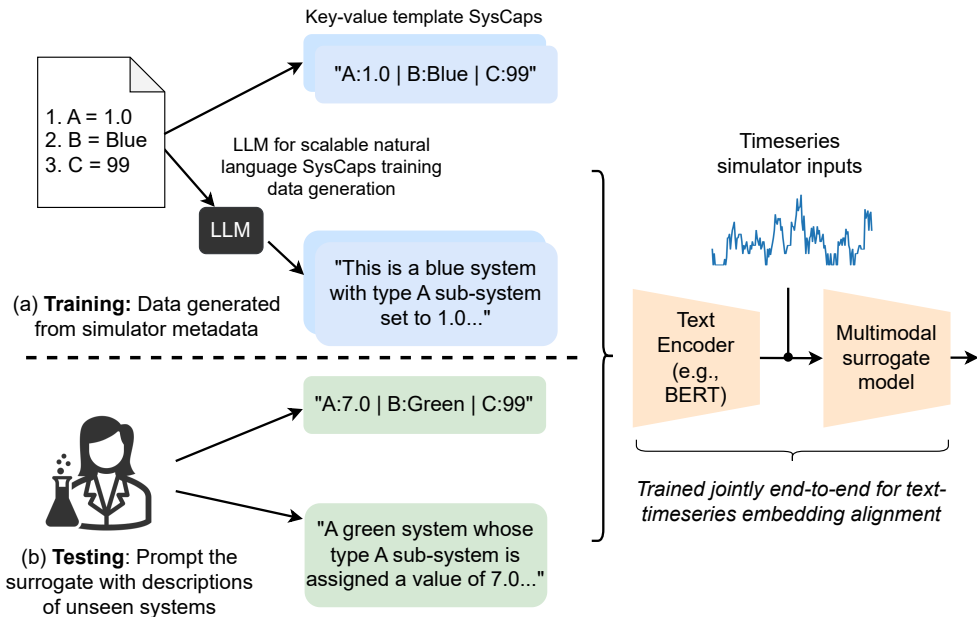 Key-value template SysCaps
"A:1.0 | B:Blue | C:99"
1. A = 1.0
2. B = Blue
3. C = 99
LLM for scalable natural
language SysCaps training
data generation
LLM
"This is a blue system
with type A sub-system
set to 1.0..."
(a) Training: Data generated
from simulator metadata
"A:7.0 | B:Green | C:99"
"A green system whose
type A sub-system is
assigned a value of 7.0..."
(b) Testing: Prompt the
surrogate with descriptions
of unseen systems
Timeseries
simulator inputs
Text
Encoder
(e.g.,
BERT)
Multimodal
surrogate
model
Trained jointly end-to-end for text-
timeseries embedding alignment